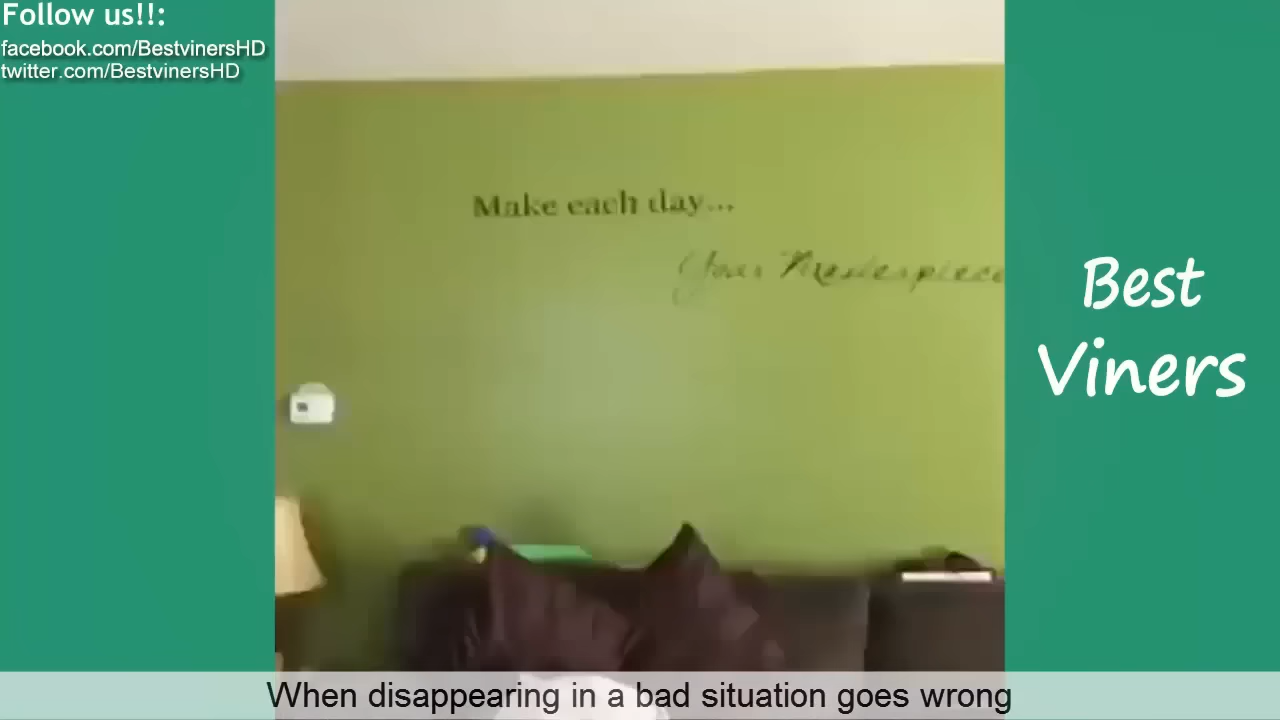 Follow us!!:
facebook.com/BestvinersHD
twitter.com/BestvinersHD
Make each day...
Your Masterpiece
Best
Viners
When disappearing in a bad situation goes wrong